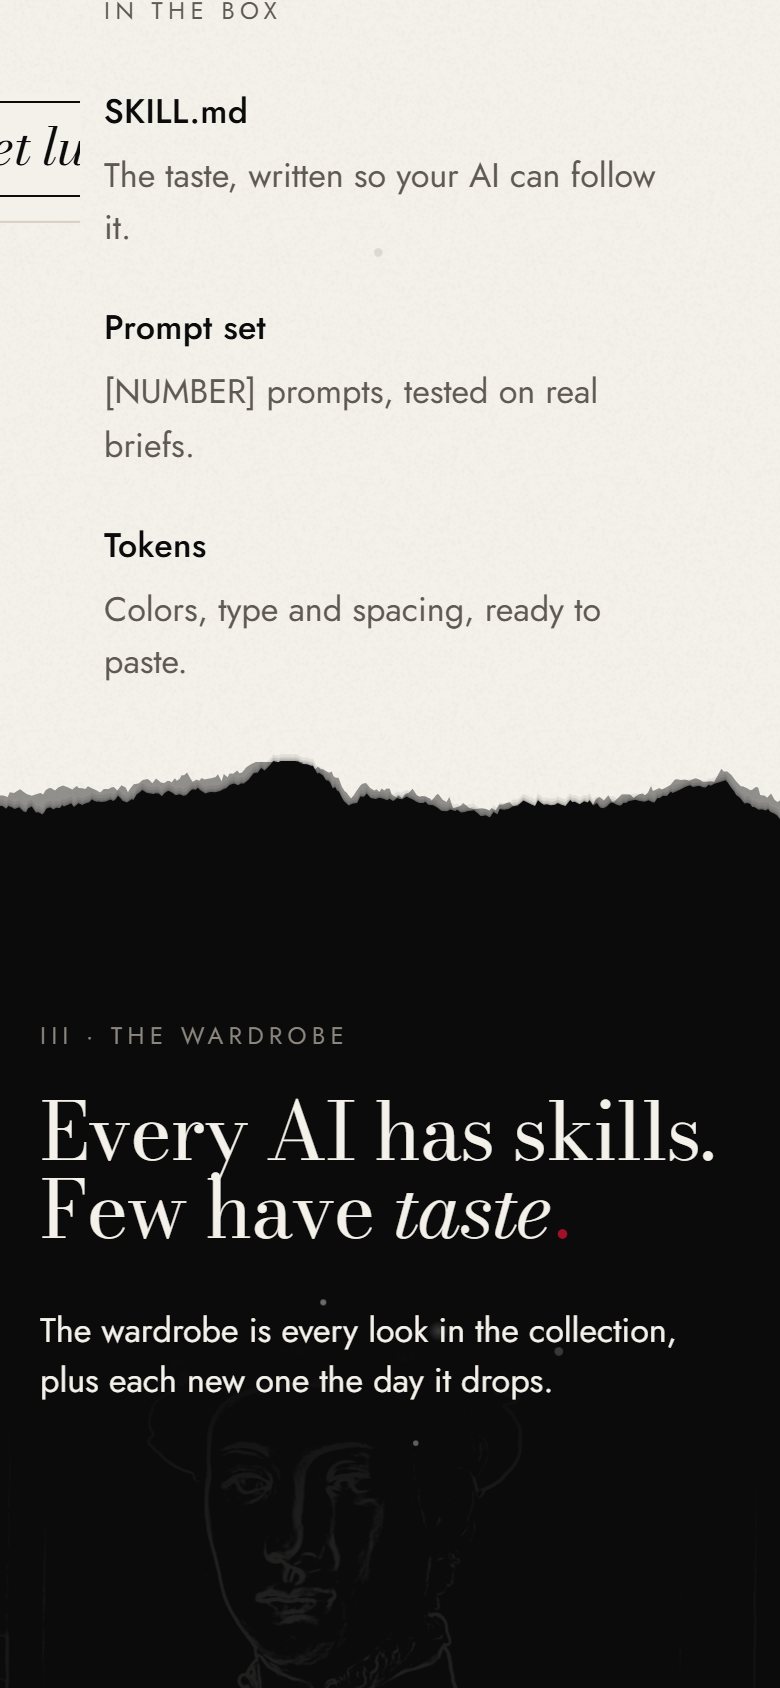 IN THE BOX
SKILL.md
et lu
The taste, written so your AI can follow
it.
Prompt set
[NUMBER] prompts, tested on real
briefs.
Tokens
Colors, type and spacing, ready to
paste.
III · THE WARDROBE
Every AI has skills.
Few have taste.
The wardrobe is every look in the collection,
plus each new one the day it drops.